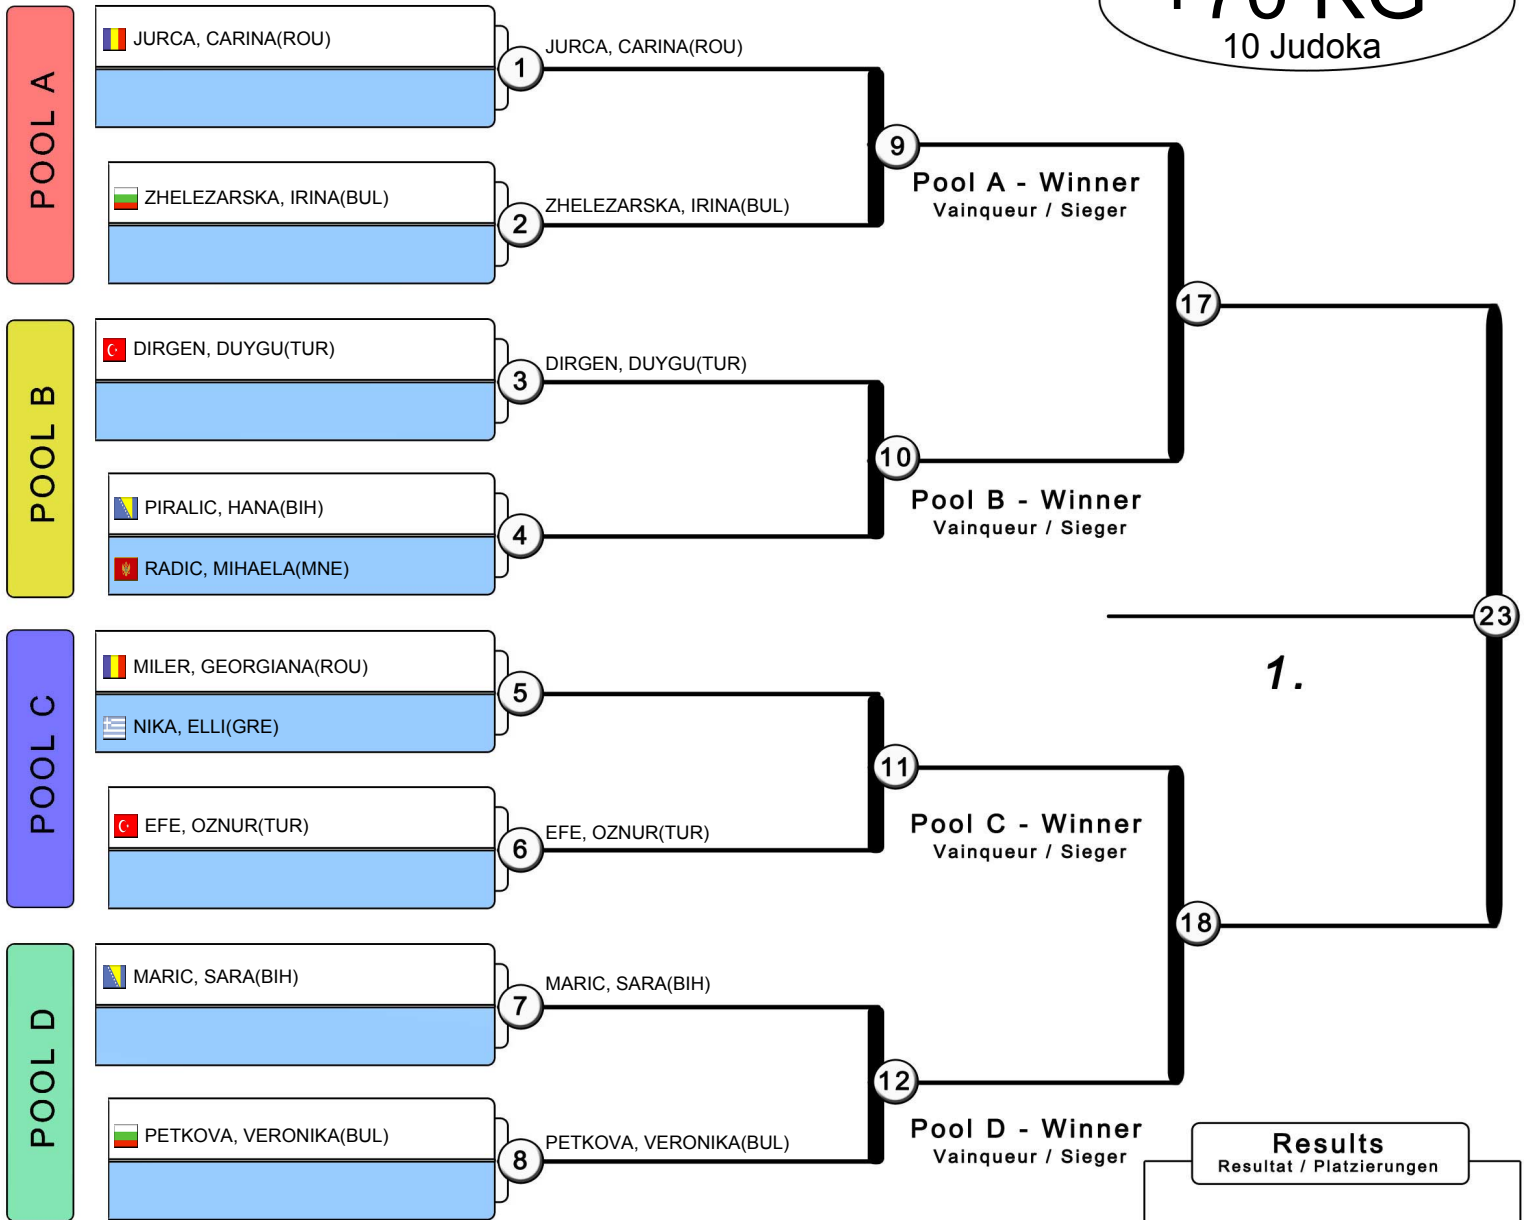 +70 KG
10 Judoka
POOL A
JURCA, CARINA(ROU)
1
JURCA, CARINA(ROU)
ZHELEZARSKA, IRINA(BUL)
2
ZHELEZARSKA, IRINA(BUL)
9
Pool A - Winner
Vainqueur / Sieger
POOL B
DIRGEN, DUYGU(TUR)
3
DIRGEN, DUYGU(TUR)
PIRALIC, HANA(BIH)
4
RADIC, MIHAELA(MNE)
10
Pool B - Winner
Vainqueur / Sieger
17
POOL C
MILER, GEORGIANA(ROU)
5
NIKA, ELLI(GRE)
EFE, OZNUR(TUR)
6
EFE, OZNUR(TUR)
11
Pool C - Winner
Vainqueur / Sieger
23
1.
POOL D
MARIC, SARA(BIH)
7
MARIC, SARA(BIH)
PETKOVA, VERONIKA(BUL)
8
PETKOVA, VERONIKA(BUL)
12
Pool D - Winner
Vainqueur / Sieger
18
Results
Resultat / Platzierungen